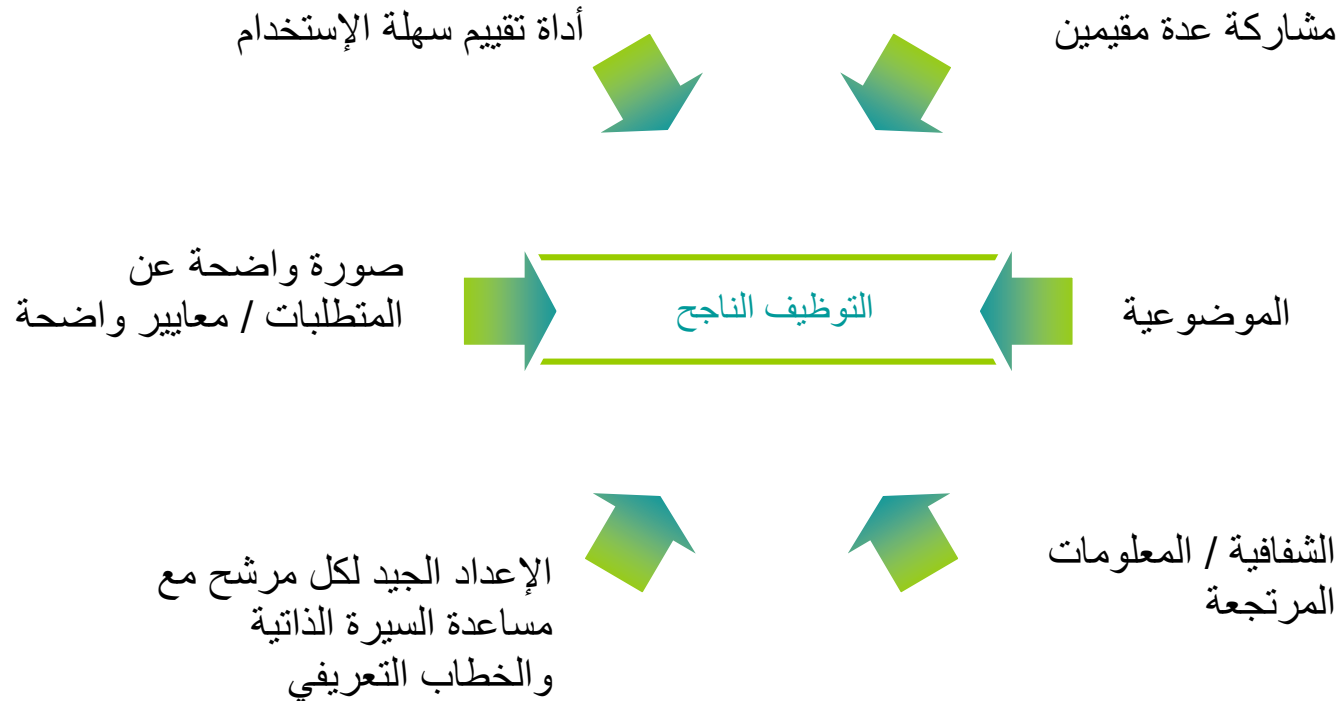 مشاركة عدة مقيمين
أداة تقييم سهلة الإستخدام
الموضوعية
التوظيف الناجح
صورة واضحة عن
المتطلبات / معايير واضحة
الشفافية / المعلومات
المرتجعة
الإعداد الجيد لكل مرشح مع
مساعدة السيرة الذاتية
والخطاب التعريفي